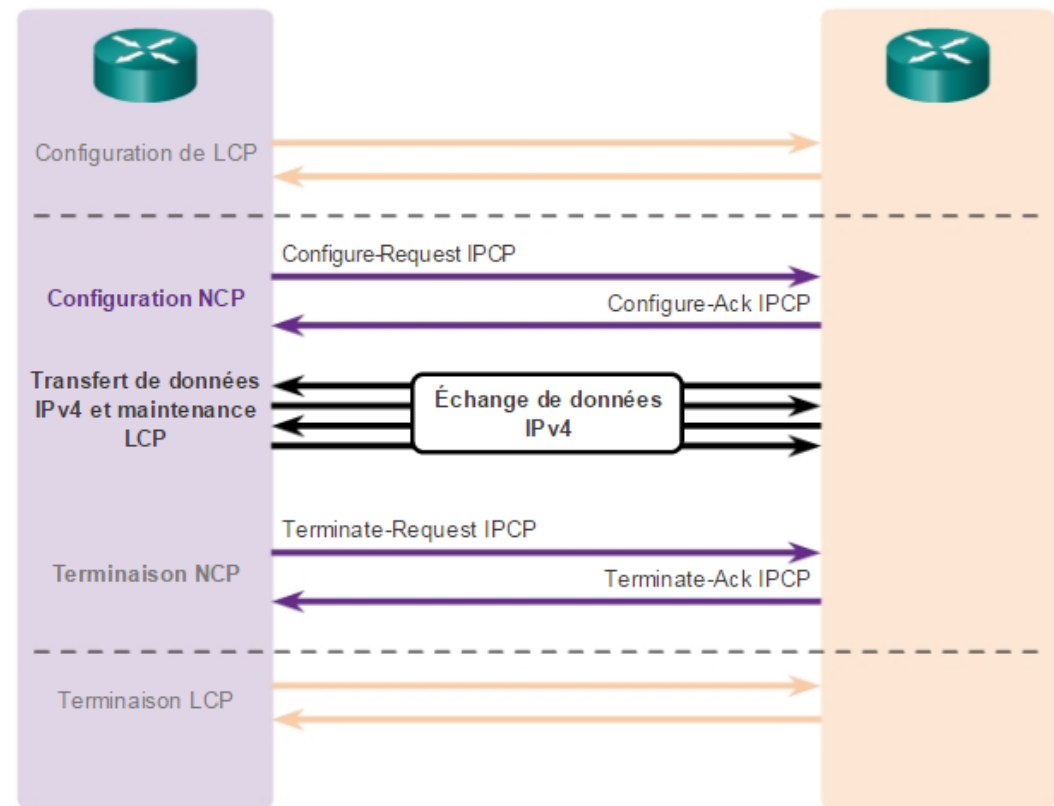 Configuration de LCP
Configure-Request IPCP
Configuration NCP
Configure-Ack IPCP
Transfert de données
IPv4 et maintenance
LCP
Échange de données
IPv4
Terminate-Request IPCP
Terminaison NCP
Terminate-Ack IPCP
Terminaison LCP